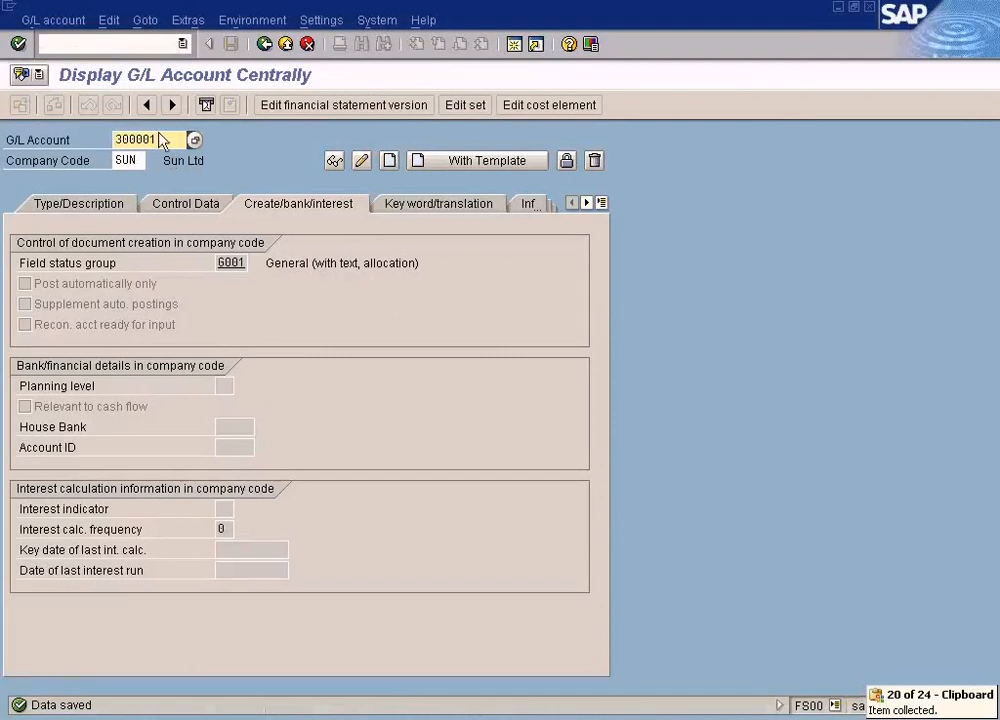 G/L account Edit Goto Extras Environment Settings System Help
SAP
Display G/L Account Centrally
Edit financial statement version Edit set Edit cost element
G/L Account 300001
Company Code SUN Sun Ltd With Template
Type/Description Control Data Create/bank/interest Key word/translation Inf...
Control of document creation in company code
Field status group G001 General (with text, allocation)
Post automatically only
Supplement auto. postings
Recon. acct ready for input
Bank/financial details in company code
Planning level
Relevant to cash flow
House Bank
Account ID
Interest calculation information in company code
Interest indicator
Interest calc. frequency 0
Key date of last int. calc.
Date of last interest run
Data saved FS00 sa
20 of 24 - Clipboard
Item collected.